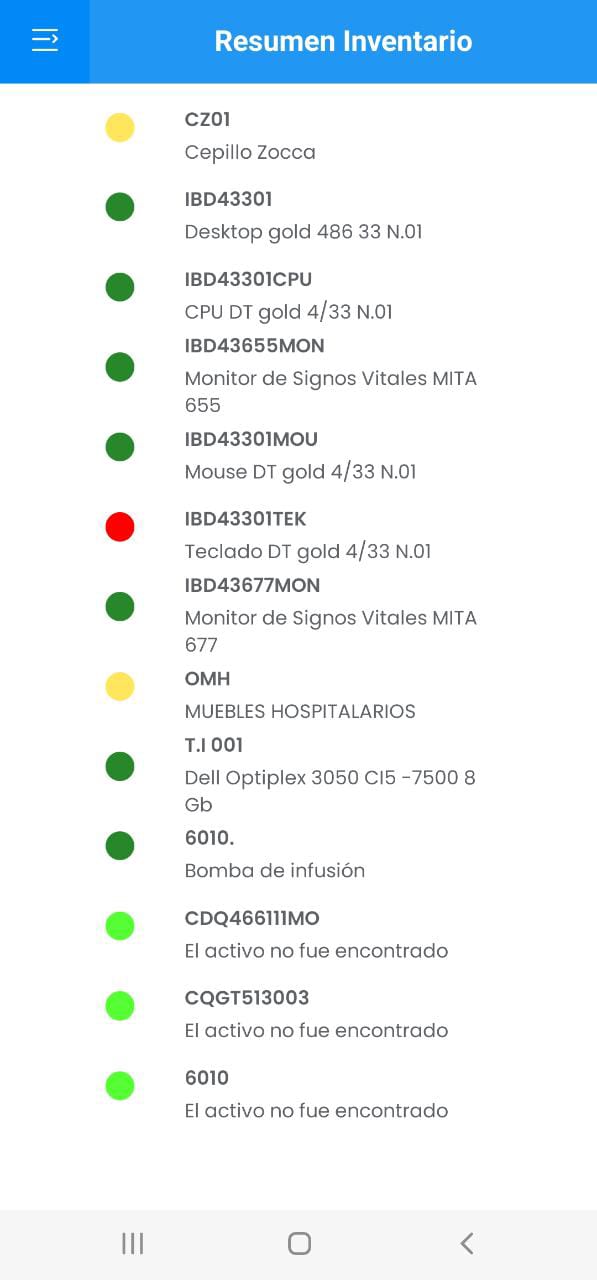 Resumen Inventario
CZ01
Cepillo Zocca
IBD43301
Desktop gold 486 33 N.01
IBD43301CPU
CPU DT gold 4/33 N.01
IBD43655MON
Monitor de Signos Vitales MITA
655
IBD43301MOU
Mouse DT gold 4/33 N.01
IBD43301TEK
Teclado DT gold 4/33 N.01
IBD43677MON
Monitor de Signos Vitales MITA
677
OMH
MUEBLES HOSPITALARIOS
T.I 001
Dell Optiplex 3050 CI5 -7500 8
Gb
6010.
Bomba de infusión
CDQ466111MO
El activo no fue encontrado
CQGT513003
El activo no fue encontrado
6010
El activo no fue encontrado